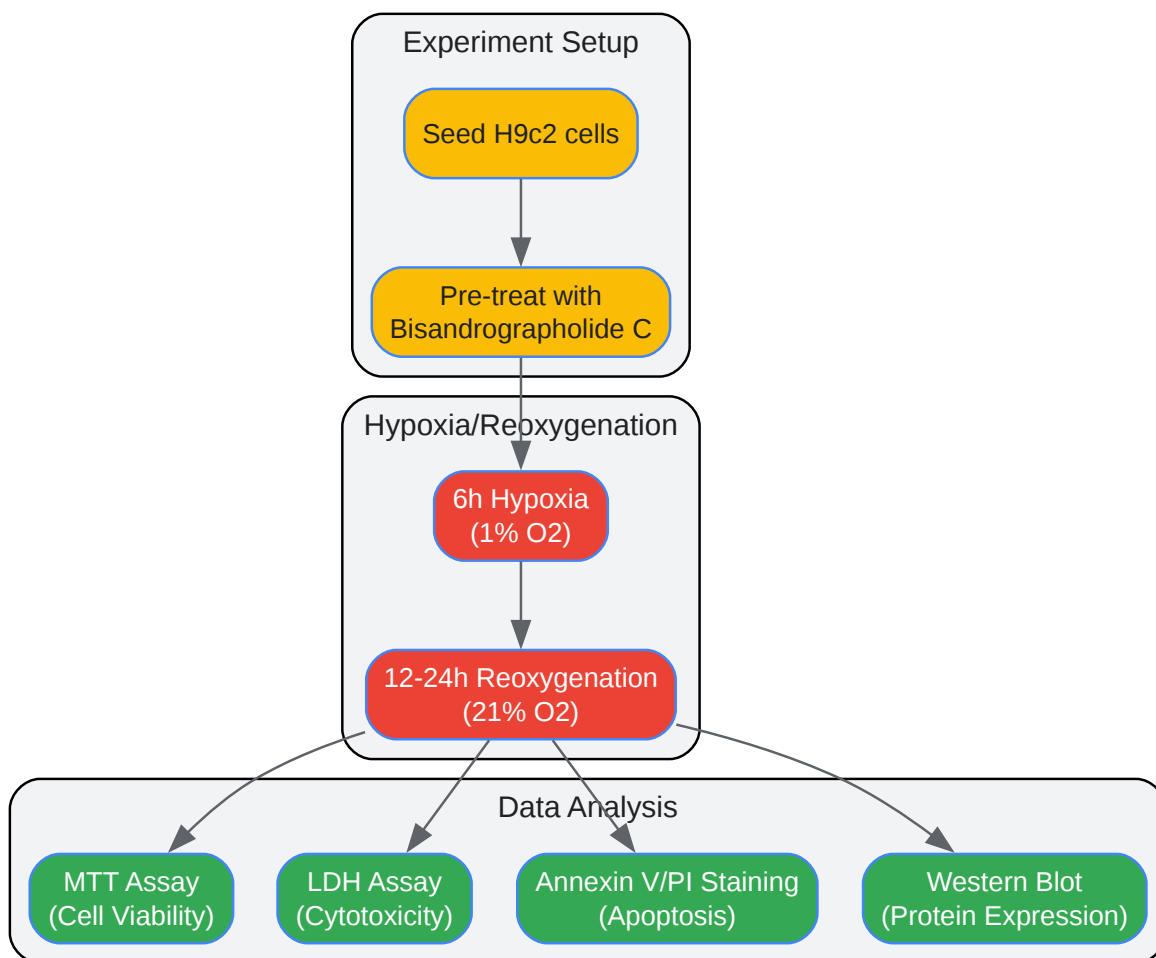 Experiment Setup
Seed H9c2 cells
Pre-treat with
Bisandrographolide C
Hypoxia/Reoxygenation
6h Hypoxia
(1% O2)
12-24h Reoxygenation
(21% O2)
Data Analysis
MTT Assay
(Cell Viability)
LDH Assay
(Cytotoxicity)
Annexin V/PI Staining
(Apoptosis)
Western Blot
(Protein Expression)